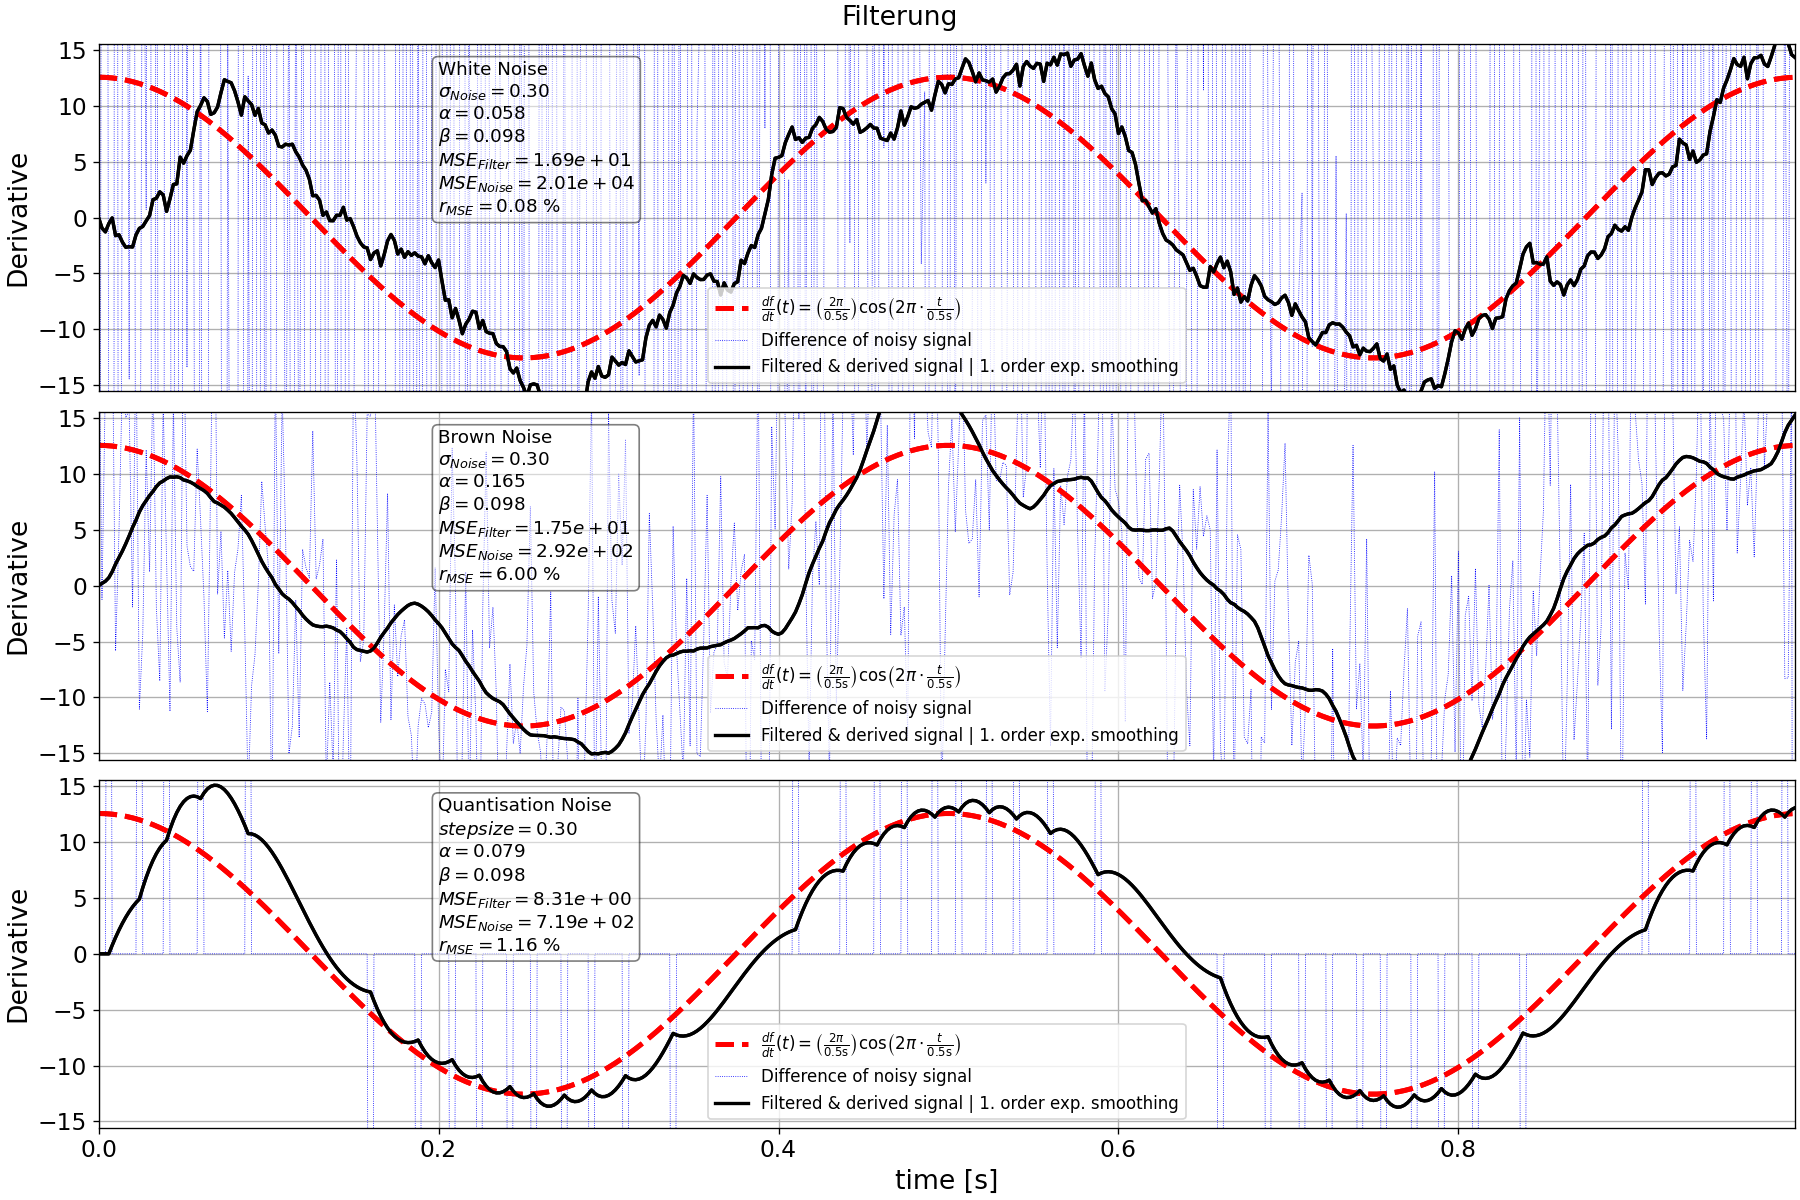 Filterung
Derivative
15
10
5
0
−5
−10
−15
White Noise
σ_Noise = 0.30
α = 0.058
β = 0.098
MSE_Filter = 1.69e + 01
MSE_Noise = 2.01e + 04
r_MSE = 0.08 %
df/dt (t) = (2π/0.5s) cos(2π · t/0.5s)
Difference of noisy signal
Filtered & derived signal | 1. order exp. smoothing
Derivative
15
10
5
0
−5
−10
−15
Brown Noise
σ_Noise = 0.30
α = 0.165
β = 0.098
MSE_Filter = 1.75e + 01
MSE_Noise = 2.92e + 02
r_MSE = 6.00 %
df/dt (t) = (2π/0.5s) cos(2π · t/0.5s)
Difference of noisy signal
Filtered & derived signal | 1. order exp. smoothing
Derivative
15
10
5
0
−5
−10
−15
Quantisation Noise
stepsize = 0.30
α = 0.079
β = 0.098
MSE_Filter = 8.31e + 00
MSE_Noise = 7.19e + 02
r_MSE = 1.16 %
df/dt (t) = (2π/0.5s) cos(2π · t/0.5s)
Difference of noisy signal
Filtered & derived signal | 1. order exp. smoothing
0.0 0.2 0.4 0.6 0.8
time [s]